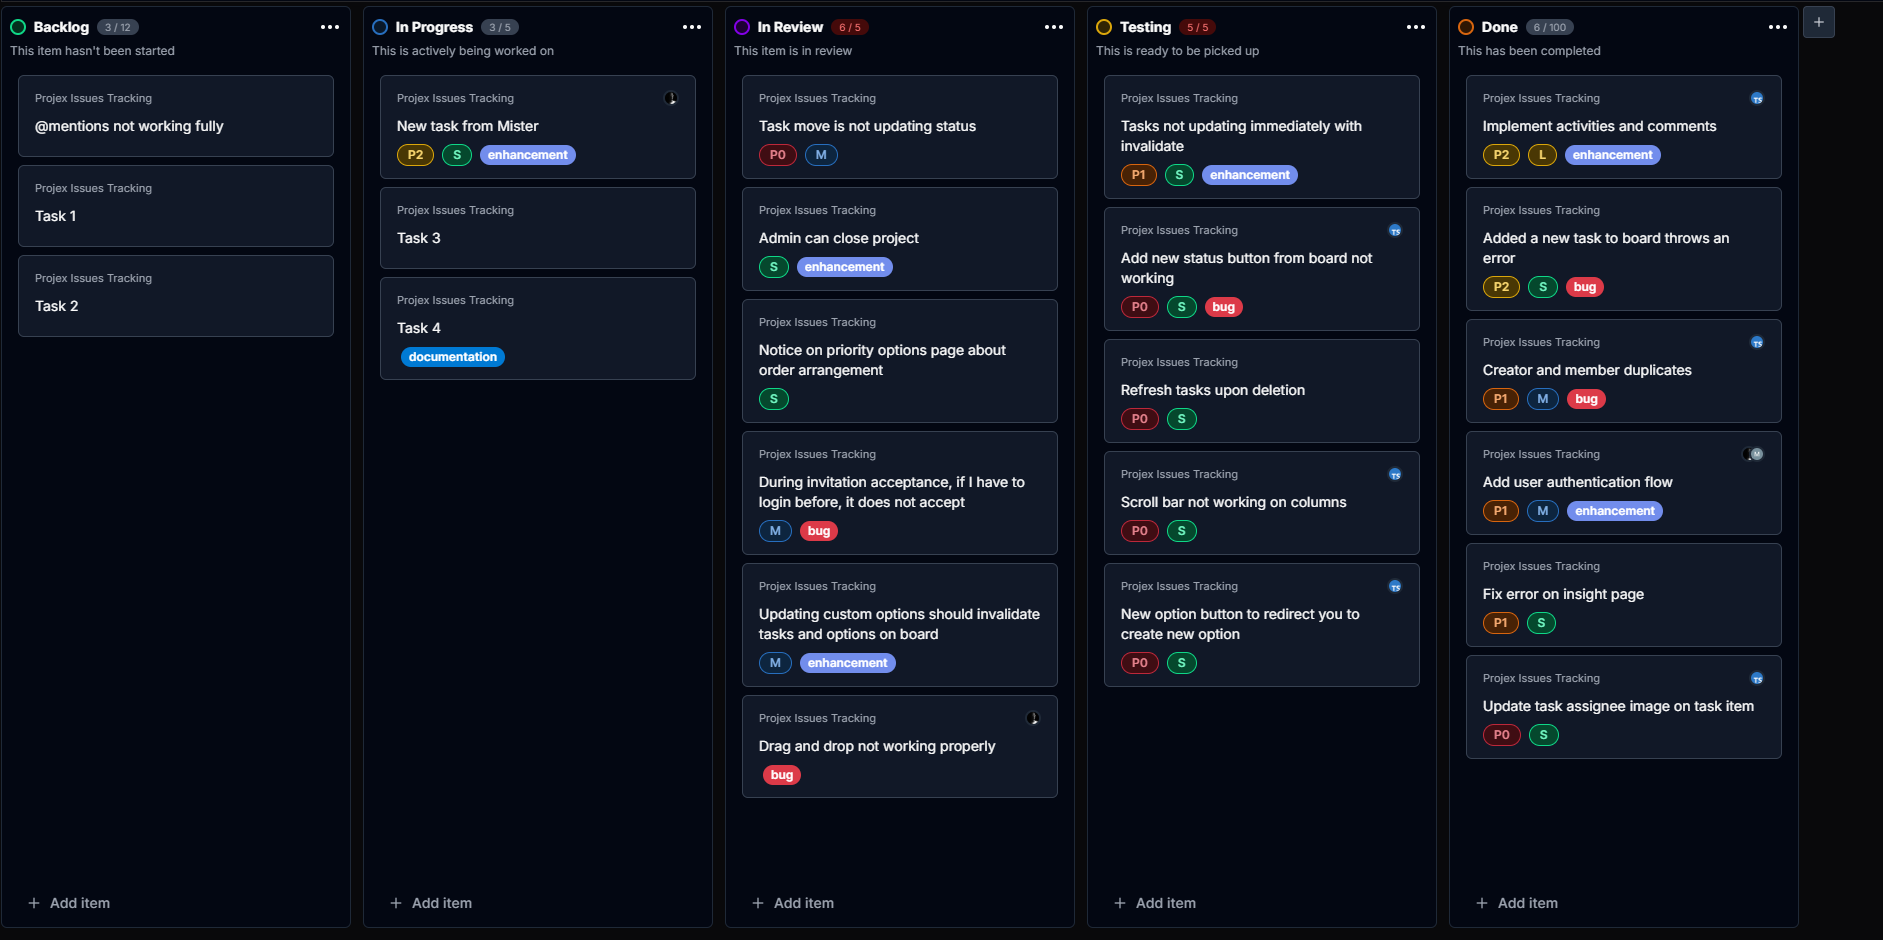 Backlog 3 / 12
This item hasn't been started
Projex Issues Tracking
@mentions not working fully
Projex Issues Tracking
Task 1
Projex Issues Tracking
Task 2
+ Add item
In Progress 3 / 5
This is actively being worked on
Projex Issues Tracking
New task from Mister
P2 S enhancement
Projex Issues Tracking
Task 3
Projex Issues Tracking
Task 4
documentation
+ Add item
In Review 6 / 5
This item is in review
Projex Issues Tracking
Task move is not updating status
P0 M
Projex Issues Tracking
Admin can close project
S enhancement
Projex Issues Tracking
Notice on priority options page about
order arrangement
S
Projex Issues Tracking
During invitation acceptance, if I have to
login before, it does not accept
M bug
Projex Issues Tracking
Updating custom options should invalidate
tasks and options on board
M enhancement
Projex Issues Tracking
Drag and drop not working properly
bug
+ Add item
Testing 5 / 5
This is ready to be picked up
Projex Issues Tracking
Tasks not updating immediately with
invalidate
P1 S enhancement
Projex Issues Tracking TS
Add new status button from board not
working
P0 S bug
Projex Issues Tracking
Refresh tasks upon deletion
P0 S
Projex Issues Tracking TS
Scroll bar not working on columns
P0 S
Projex Issues Tracking TS
New option button to redirect you to
create new option
P0 S
+ Add item
Done 6 / 100
This has been completed
Projex Issues Tracking TS
Implement activities and comments
P2 L enhancement
Projex Issues Tracking
Added a new task to board throws an
error
P2 S bug
Projex Issues Tracking TS
Creator and member duplicates
P1 M bug
Projex Issues Tracking M
Add user authentication flow
P1 M enhancement
Projex Issues Tracking
Fix error on insight page
P1 S
Projex Issues Tracking TS
Update task assignee image on task item
P0 S
+ Add item
+